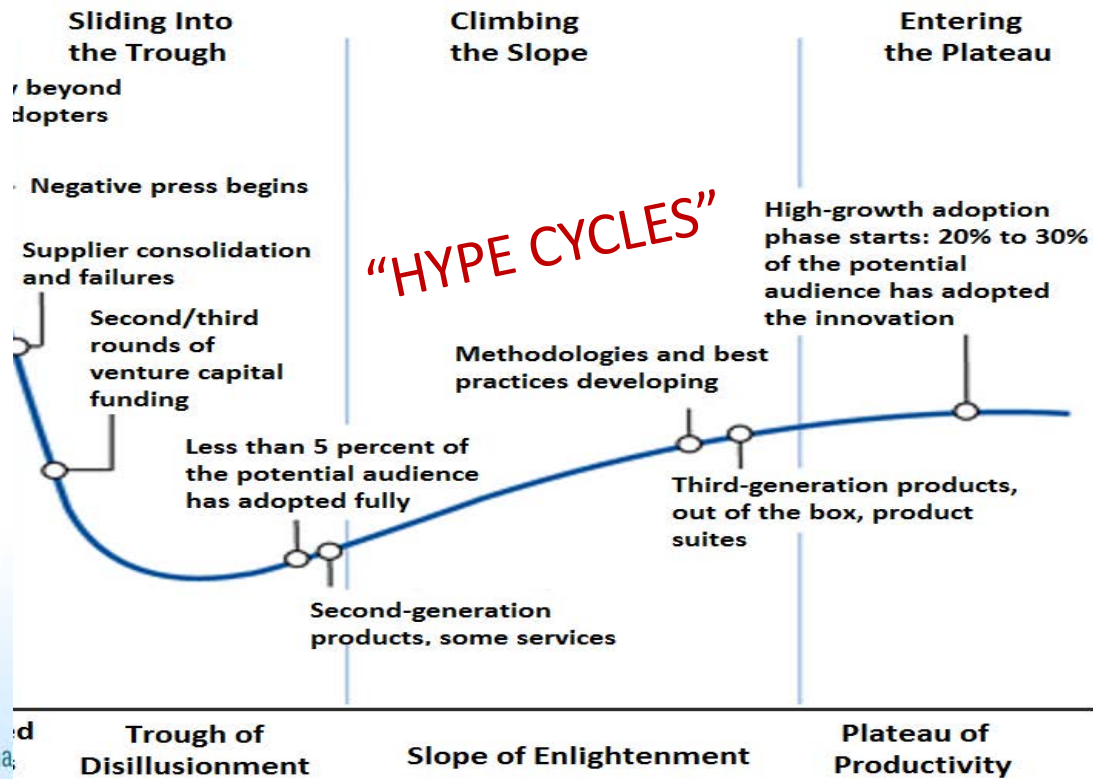 Sliding Into
the Trough
Climbing
the Slope
Entering
the Plateau
beyond
dopters
Negative press begins
Supplier consolidation
and failures
Second/third
rounds of
venture capital
funding
Less than 5 percent of
the potential audience
has adopted fully
Second-generation
products, some services
“HYPE CYCLES”
Methodologies and best
practices developing
Third-generation products,
out of the box, product
suites
High-growth adoption
phase starts: 20% to 30%
of the potential
audience has adopted
the innovation
ed
Trough of
Disillusionment
Slope of Enlightenment
Plateau of
Productivity